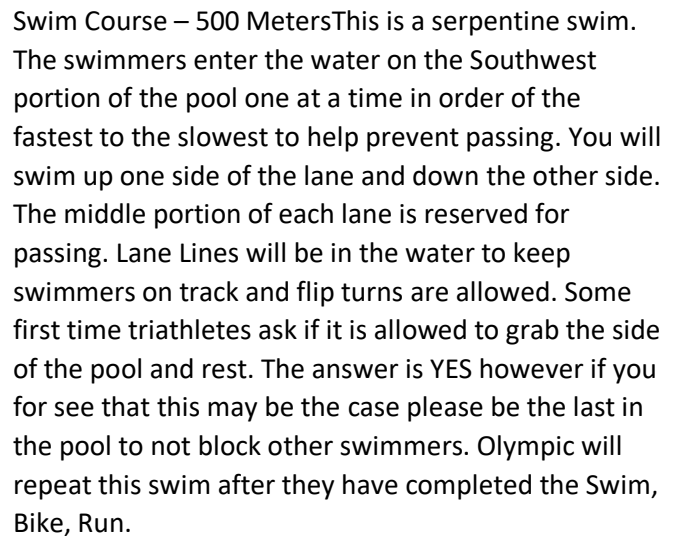 Swim Course – 500 MetersThis is a serpentine swim.
The swimmers enter the water on the Southwest
portion of the pool one at a time in order of the
fastest to the slowest to help prevent passing. You will
swim up one side of the lane and down the other side.
The middle portion of each lane is reserved for
passing. Lane Lines will be in the water to keep
swimmers on track and flip turns are allowed. Some
first time triathletes ask if it is allowed to grab the side
of the pool and rest. The answer is YES however if you
for see that this may be the case please be the last in
the pool to not block other swimmers. Olympic will
repeat this swim after they have completed the Swim,
Bike, Run.